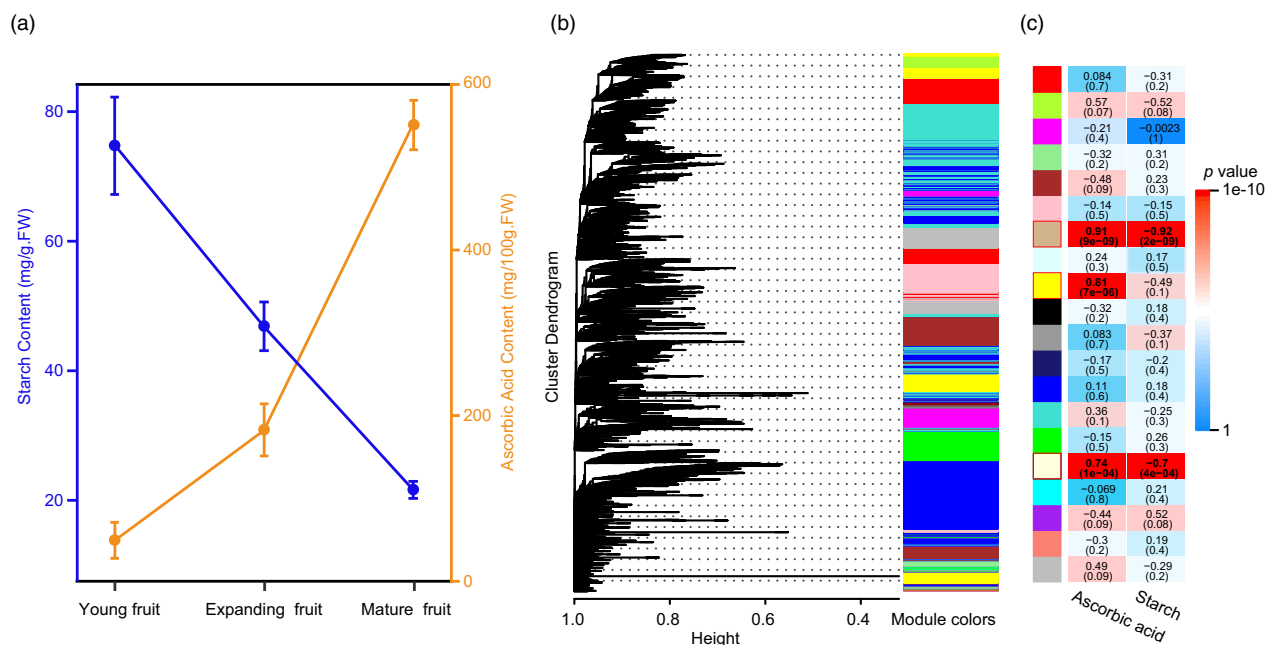 (a)
(b)
(c)
Starch Content (mg/g.FW)
80
60
40
20
600
400
200
0
Ascorbic Acid Content (mg/100g.FW)
Young fruit
Expanding fruit
Mature fruit
Cluster Dendrogram
1.0
0.8
0.6
0.4
Height
Module colors
0.084 −0.31
(0.7) (0.2)
0.57 −0.52
(0.07) (0.08)
−0.21 −0.0023
(0.4) (1)
−0.32 0.31
(0.2) (0.2)
−0.48 0.23
(0.09) (0.3)
−0.14 −0.15
(0.5) (0.5)
0.91 −0.92
(9e−09) (2e−09)
0.24 0.17
(0.3) (0.5)
0.81 −0.49
(7e−06) (0.1)
−0.32 0.18
(0.2) (0.4)
0.083 −0.37
(0.7) (0.1)
−0.17 −0.2
(0.5) (0.4)
0.11 0.18
(0.6) (0.4)
0.36 −0.25
(0.1) (0.3)
−0.15 0.26
(0.5) (0.3)
0.74 −0.7
(1e−04) (4e−04)
−0.069 0.21
(0.8) (0.4)
−0.44 0.52
(0.09) (0.08)
−0.3 0.19
(0.2) (0.4)
0.49 −0.29
(0.09) (0.2)
Ascorbic acid
Starch
p value
1e-10
1